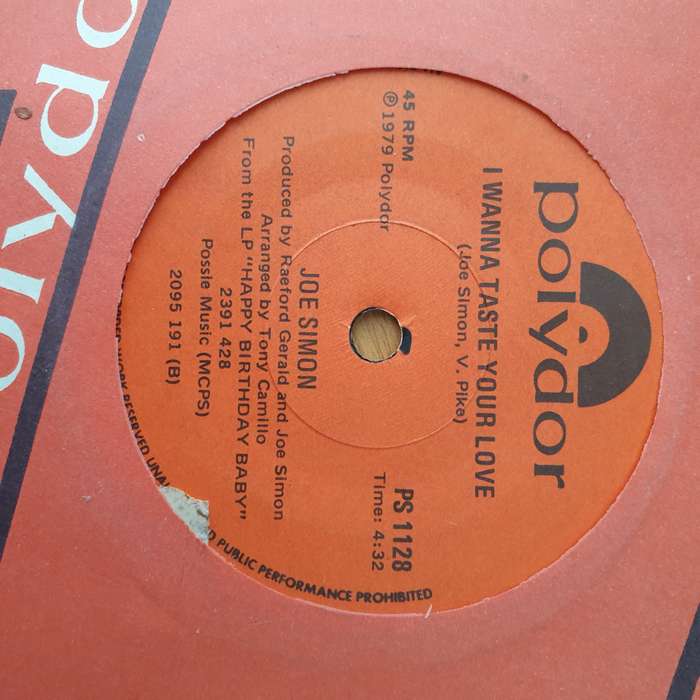 polydor
I WANNA TASTE YOUR LOVE
(Joe Simon, V. Pike)
45 RPM
℗ 1979 Polydor
PS 1128
Time: 4:32
JOE SIMON
Produced by Raeford Gerald and Joe Simon
Arranged by Tony Camillo
From the LP "HAPPY BIRTHDAY BABY"
2391 428
Possie Music (MCPS)
2095 191 (B)
WORK RESERVED
PUBLIC PERFORMANCE PROHIBITED
olydo